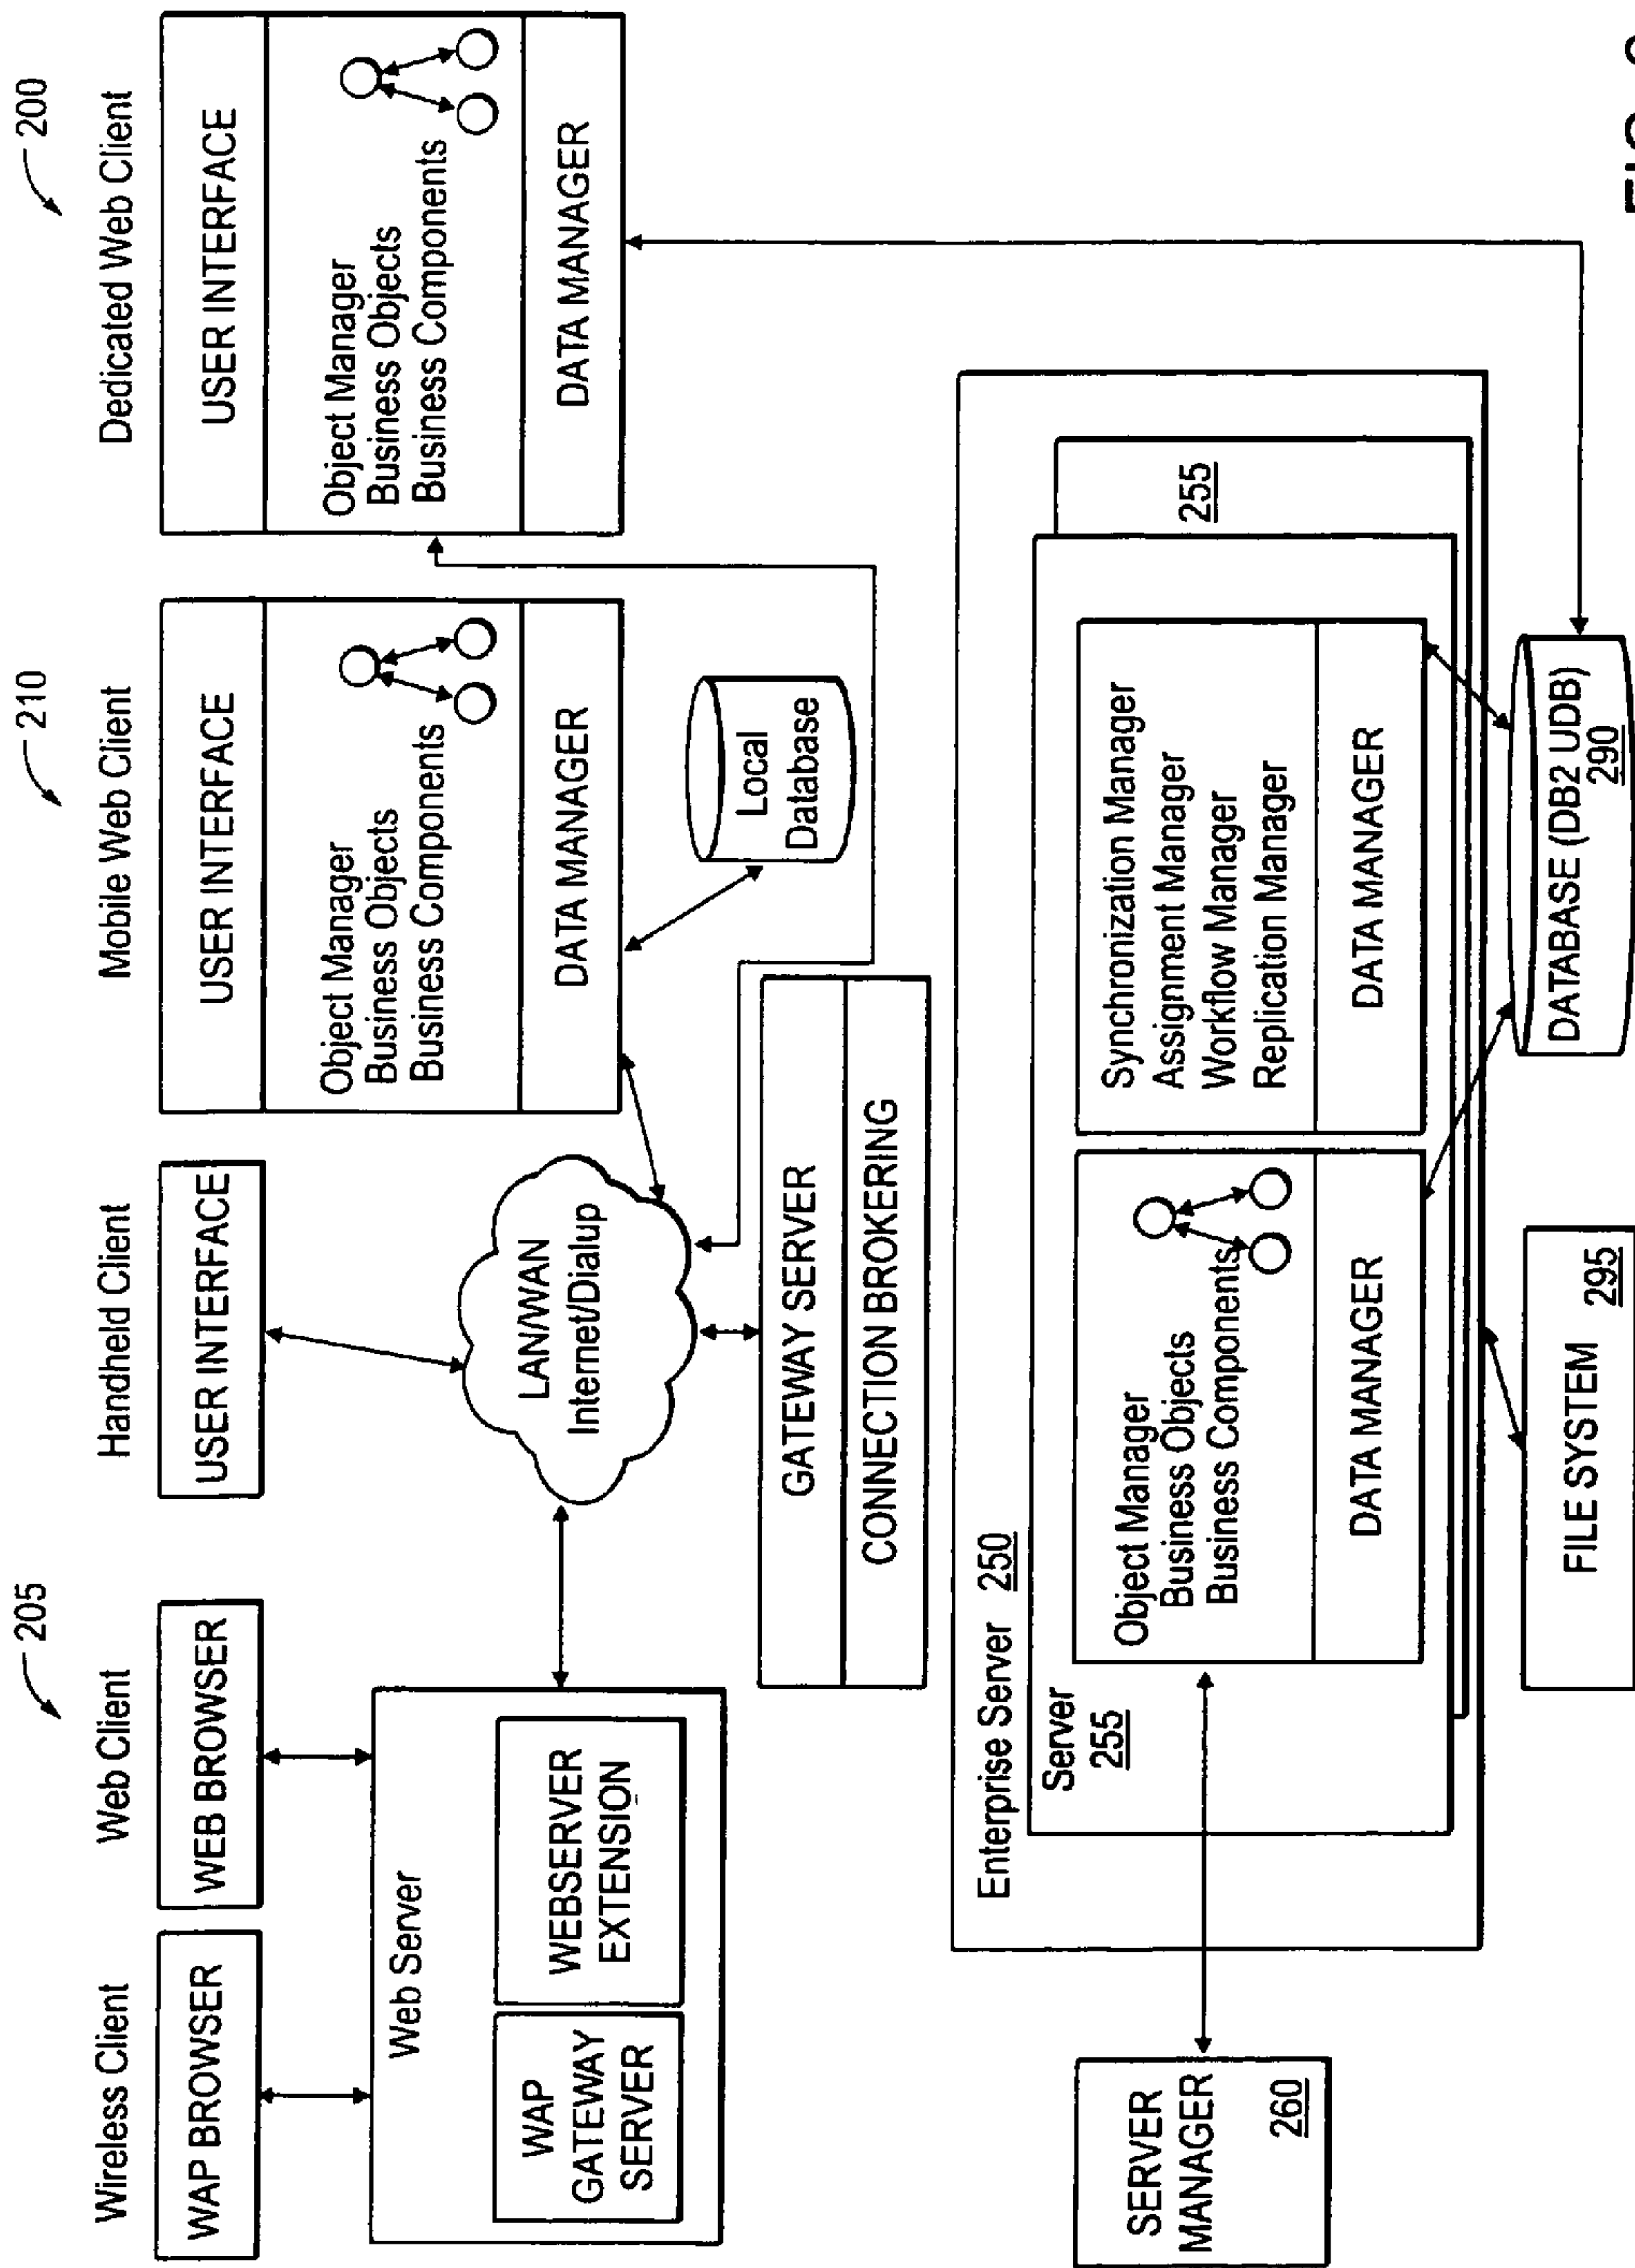 205
210
200
Wireless Client
Web Client
Handheld Client
Mobile Web Client
Dedicated Web Client
WAP BROWSER
WEB BROWSER
USER INTERFACE
USER INTERFACE
Object Manager
Business Objects
Business Components
DATA MANAGER
USER INTERFACE
Object Manager
Business Objects
Business Components
DATA MANAGER
Web Server
WAP
GATEWAY
SERVER
WEBSERVER
EXTENSION
LAN/WAN
Internet/Dialup
Local
Database
GATEWAY SERVER
CONNECTION BROKERING
Enterprise Server 250
Server
255
255
Object Manager
Business Objects
Business Components
DATA MANAGER
Synchronization Manager
Assignment Manager
Workflow Manager
Replication Manager
DATA MANAGER
SERVER
MANAGER
260
FILE SYSTEM
295
DATABASE (DB2 UDB)
290